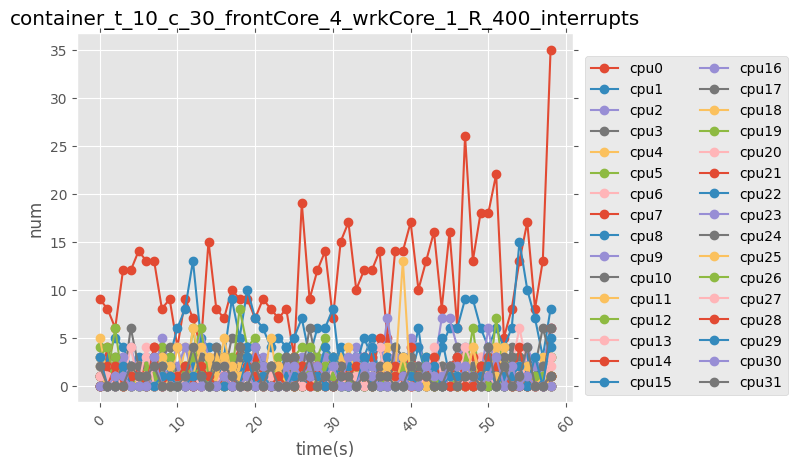 container_t_10_c_30_frontCore_4_wrkCore_1_R_400_interrupts
num
35
30
25
20
15
10
5
0
0
10
20
30
40
50
60
time(s)
cpu0
cpu1
cpu2
cpu3
cpu4
cpu5
cpu6
cpu7
cpu8
cpu9
cpu10
cpu11
cpu12
cpu13
cpu14
cpu15
cpu16
cpu17
cpu18
cpu19
cpu20
cpu21
cpu22
cpu23
cpu24
cpu25
cpu26
cpu27
cpu28
cpu29
cpu30
cpu31